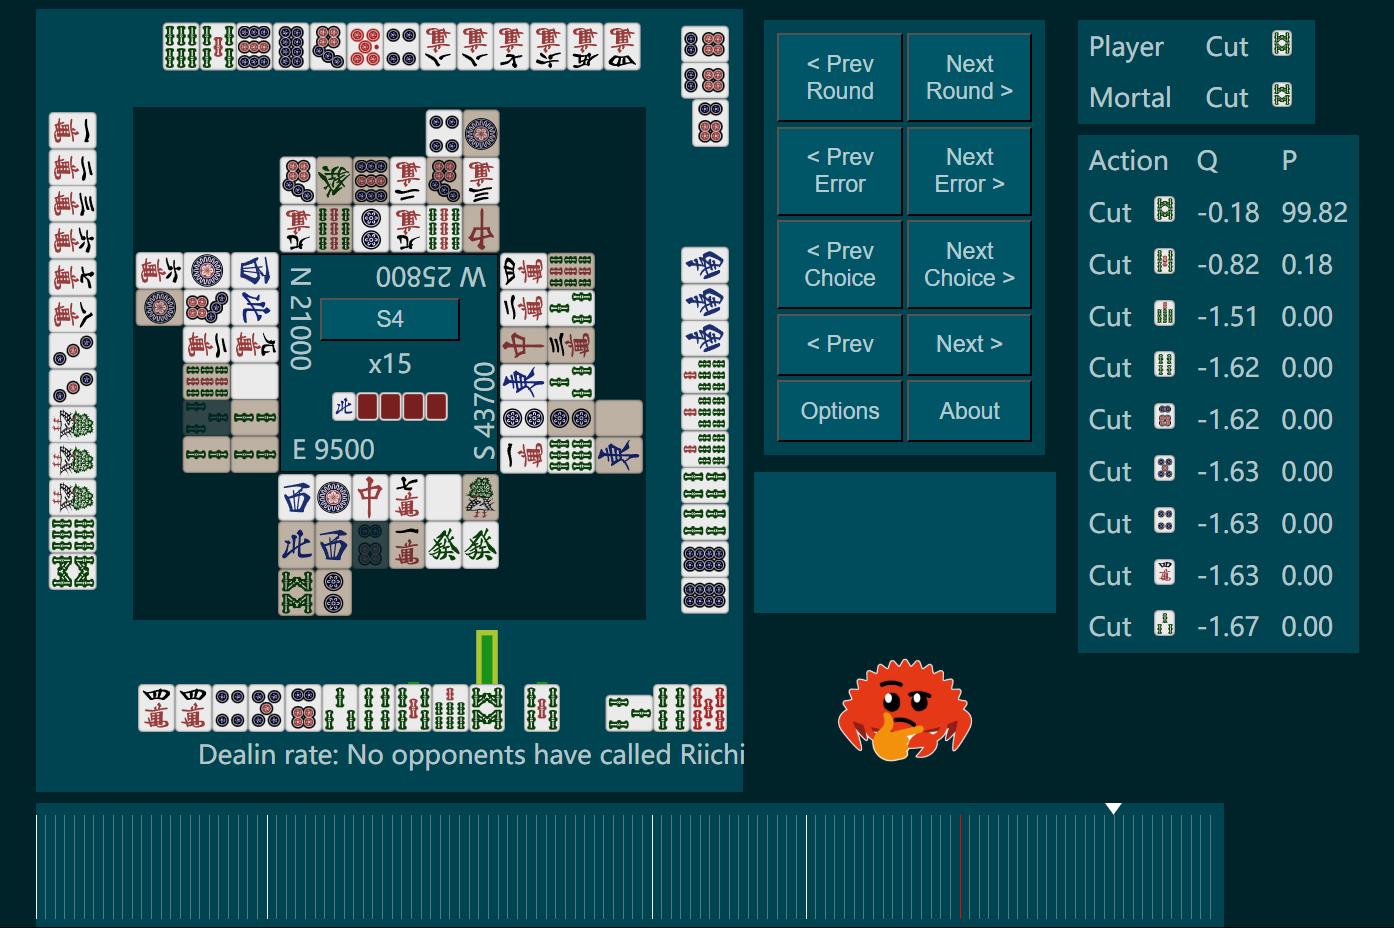 < Prev Round
Next Round >
< Prev Error
Next Error >
< Prev Choice
Next Choice >
< Prev
Next >
Options
About
Player Cut
Mortal Cut
Action Q P
Cut -0.18 99.82
Cut -0.82 0.18
Cut -1.51 0.00
Cut -1.62 0.00
Cut -1.62 0.00
Cut -1.63 0.00
Cut -1.63 0.00
Cut -1.63 0.00
Cut -1.67 0.00
W 25800
N 21000
S4
x15
S 43700
E 9500
Dealin rate: No opponents have called Riichi